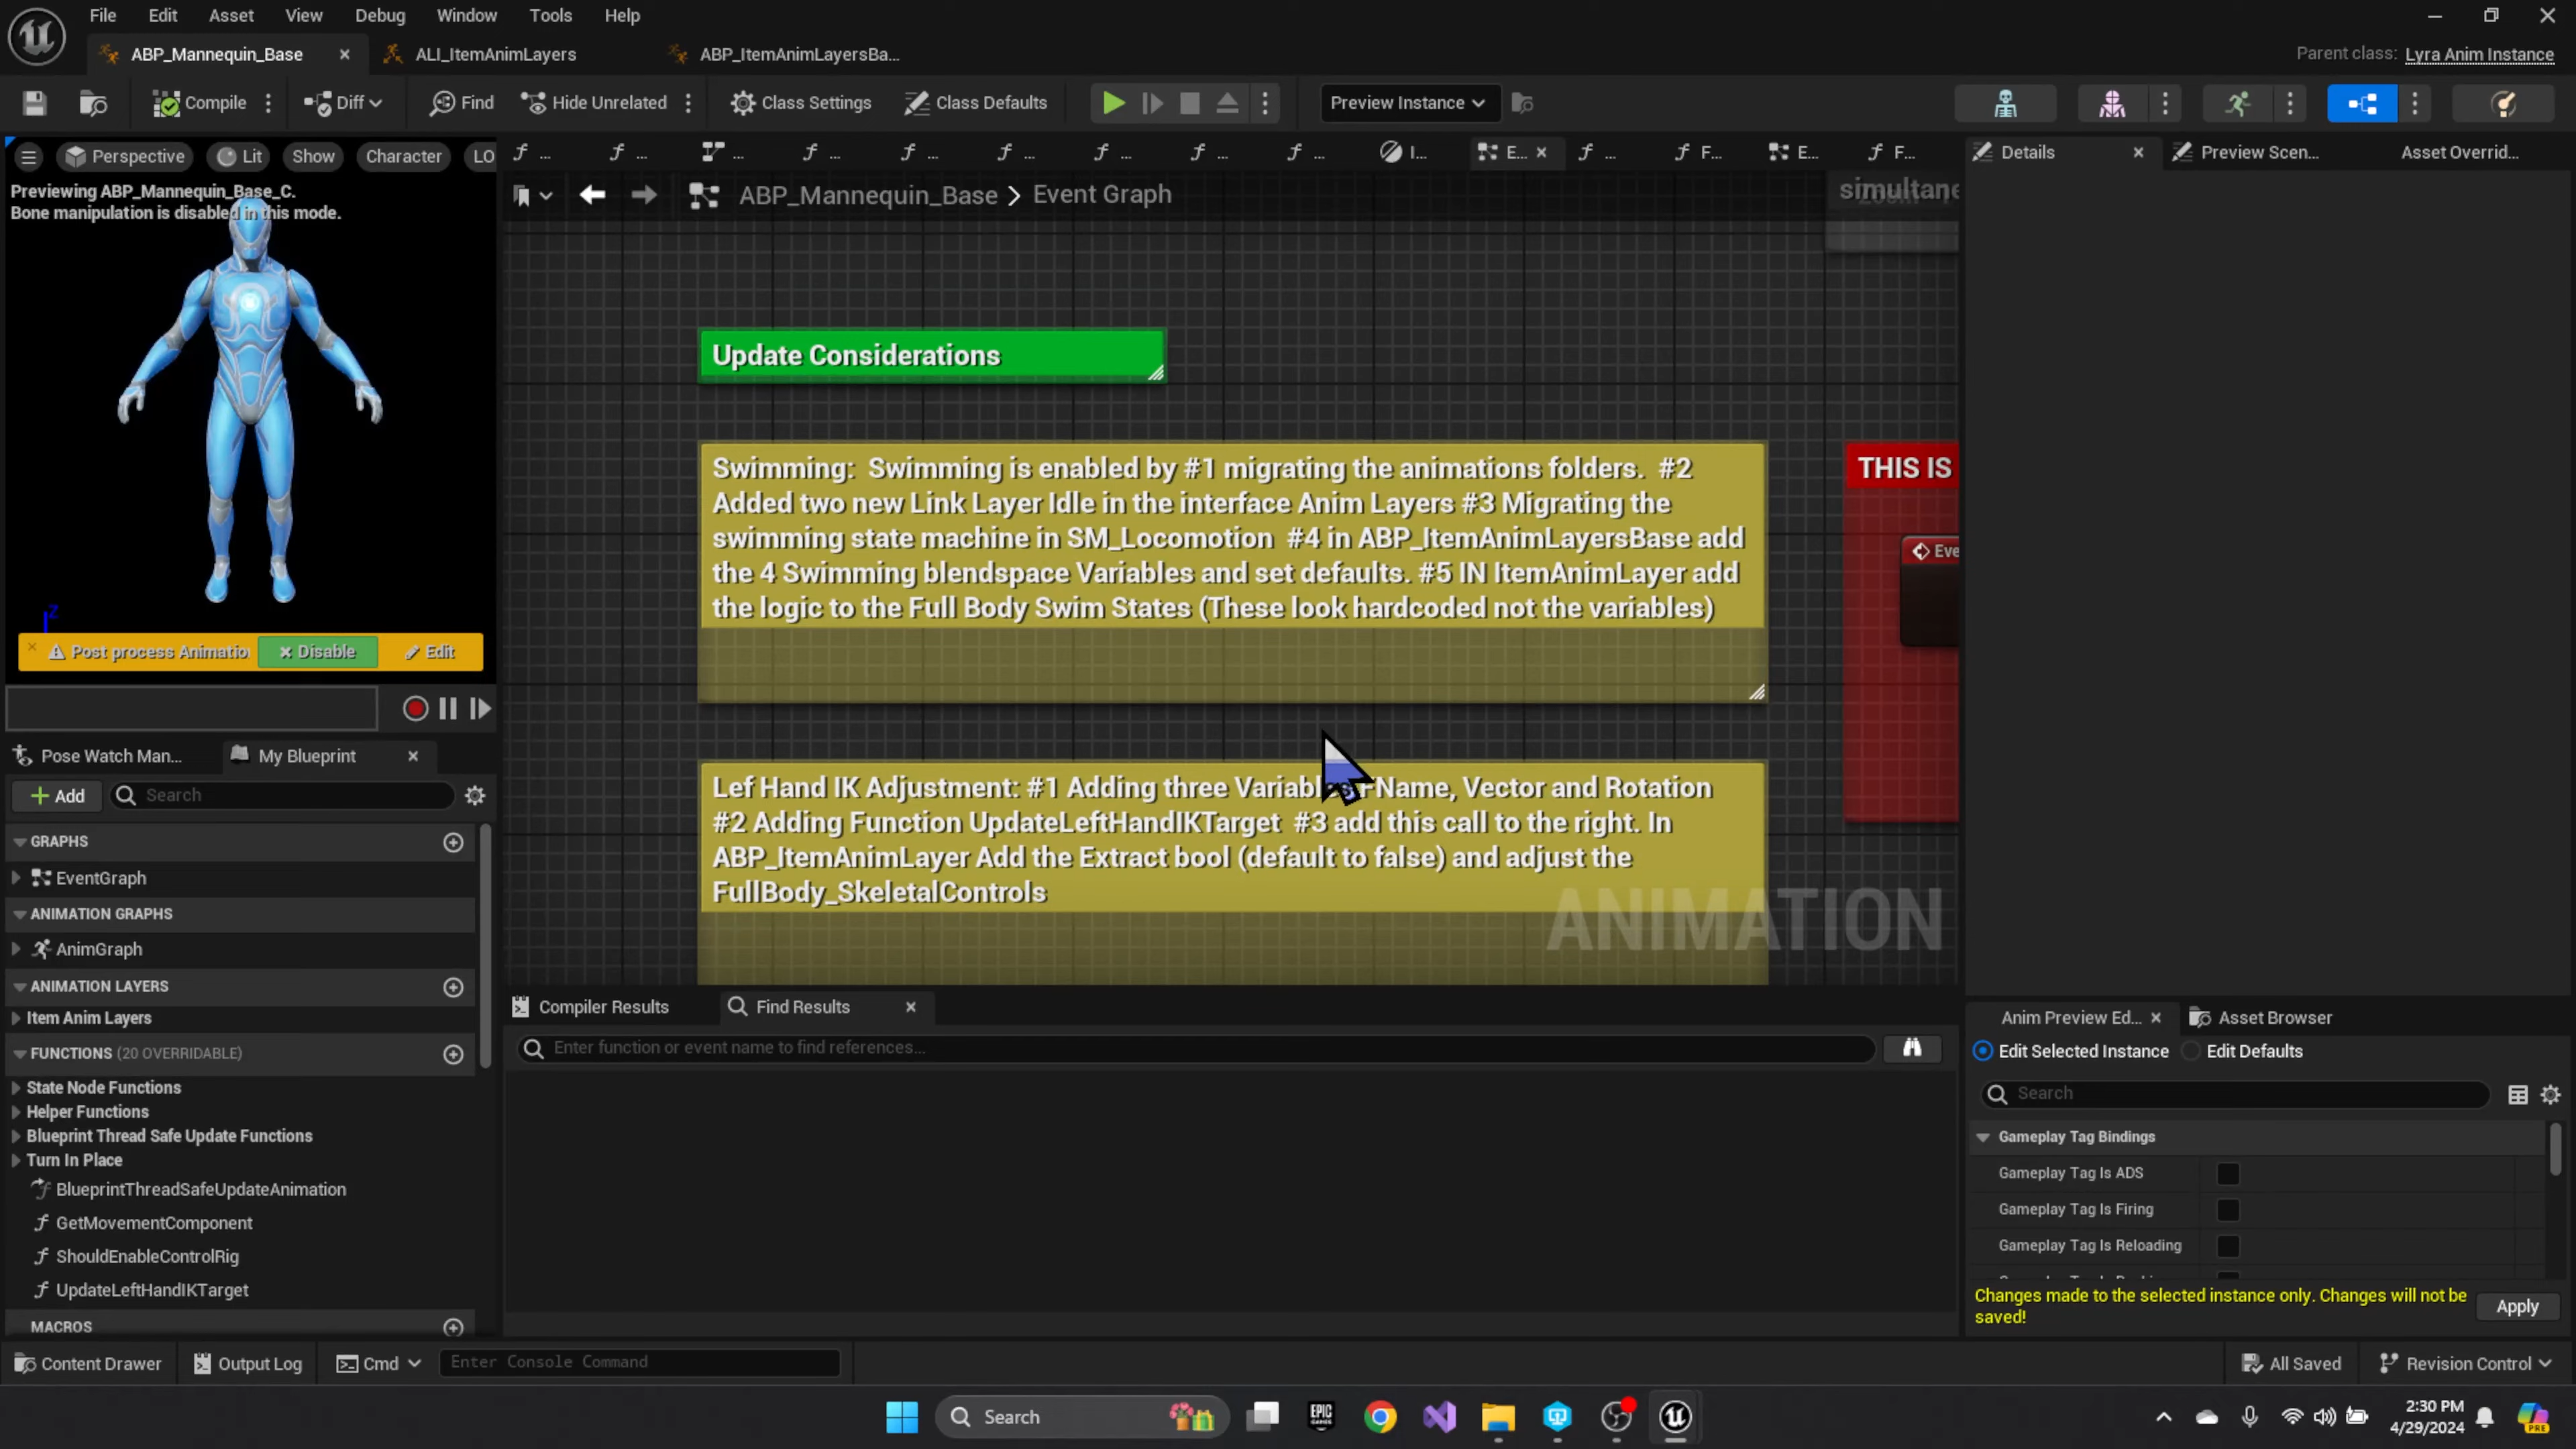 File Edit Asset View Debug Window Tools Help
ABP_Mannequin_Base ALI_ItemAnimLayers ABP_ItemAnimLayersBa...
Parent class: Lyra Anim Instance
Compile Diff Find Hide Unrelated Class Settings Class Defaults Preview Instance
Perspective Lit Show Character LO
Previewing ABP_Mannequin_Base_C.
Bone manipulation is disabled in this mode.
Z
Post process Animatio Disable Edit
Pose Watch Man... My Blueprint
Add Search
GRAPHS
EventGraph
ANIMATION GRAPHS
AnimGraph
ANIMATION LAYERS
Item Anim Layers
FUNCTIONS (20 OVERRIDABLE)
State Node Functions
Helper Functions
Blueprint Thread Safe Update Functions
Turn In Place
BlueprintThreadSafeUpdateAnimation
GetMovementComponent
ShouldEnableControlRig
UpdateLeftHandIKTarget
MACROS
... ... ... ... ... ... ... ... ... I... E... ... F... E... F...
ABP_Mannequin_Base > Event Graph
simultane
Update Considerations
Swimming: Swimming is enabled by #1 migrating the animations folders. #2
Added two new Link Layer Idle in the interface Anim Layers #3 Migrating the
swimming state machine in SM_Locomotion #4 in ABP_ItemAnimLayersBase add
the 4 Swimming blendspace Variables and set defaults. #5 IN ItemAnimLayer add
the logic to the Full Body Swim States (These look hardcoded not the variables)
THIS IS
Eve
Lef Hand IK Adjustment: #1 Adding three Name, Vector and Rotation
#2 Adding Function UpdateLeftHandIKTarget #3 add this call to the right. In
ABP_ItemAnimLayer Add the Extract bool (default to false) and adjust the
FullBody_SkeletalControls
ANIMATION
Compiler Results Find Results
Enter function or event name to find references...
Details Preview Scen... Asset Overrid...
Anim Preview Ed... Asset Browser
Edit Selected Instance Edit Defaults
Search
Gameplay Tag Bindings
Gameplay Tag Is ADS
Gameplay Tag Is Firing
Gameplay Tag Is Reloading
Changes made to the selected instance only. Changes will not be
saved!
Apply
Content Drawer Output Log Cmd Enter Console Command
All Saved Revision Control
Search
EPIC GAMES
2:30 PM
4/29/2024
PRE